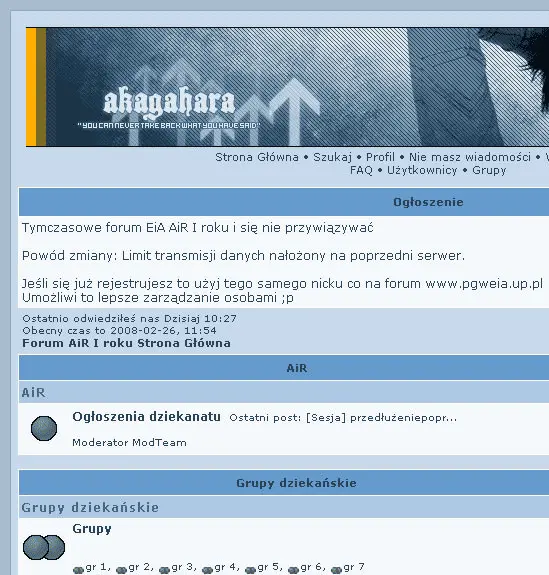 akagahara
"YOU CAN NEVER TAKE BACK WHAT YOU HAVE SAID"
Strona Główna • Szukaj • Profil • Nie masz wiadomości •
FAQ • Użytkownicy • Grupy
Ogłoszenie
Tymczasowe forum EiA AiR I roku i się nie przywiązywać
Powód zmiany: Limit transmisji danych nałożony na poprzedni serwer.
Jeśli się już rejestrujesz to użyj tego samego nicku co na forum www.pgweia.up.pl
Umożliwi to lepsze zarządzanie osobami ;p
Ostatnio odwiedziłeś nas Dzisiaj 10:27
Obecny czas to 2008-02-26, 11:54
Forum AiR I roku Strona Główna
AiR
AiR
Ogłoszenia dziekanatu Ostatni post: [Sesja] przedłużeniepopr...
Moderator ModTeam
Grupy dziekańskie
Grupy dziekańskie
Grupy
gr 1, gr 2, gr 3, gr 4, gr 5, gr 6, gr 7